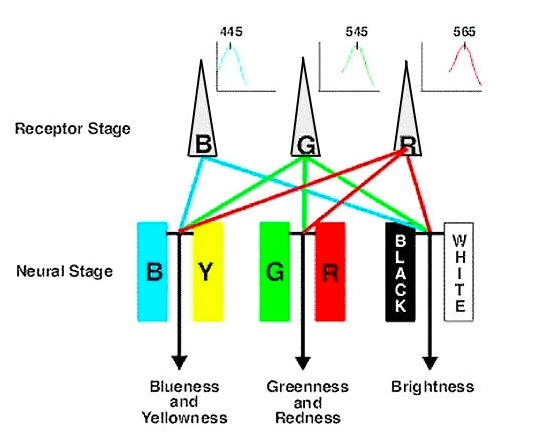 445
545
565
Receptor Stage
B
G
R
Neural Stage
B
Y
G
R
BLACK
WHITE
Blueness
and
Yellowness
Greenness
and
Redness
Brightness